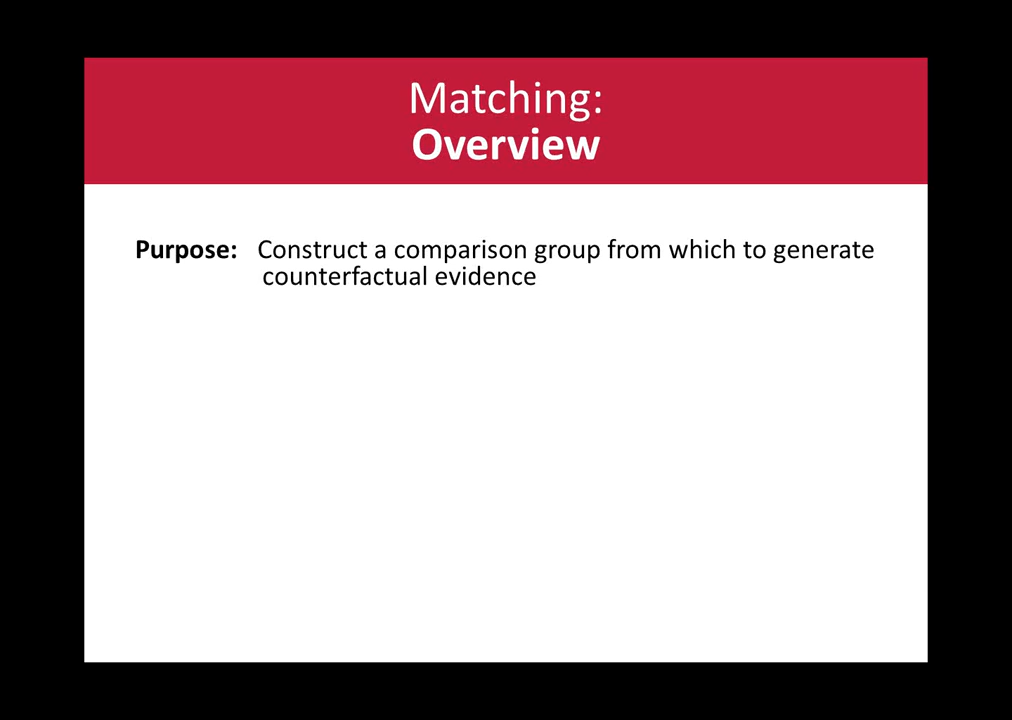 Matching:
Overview
Purpose: Construct a comparison group from which to generate
counterfactual evidence